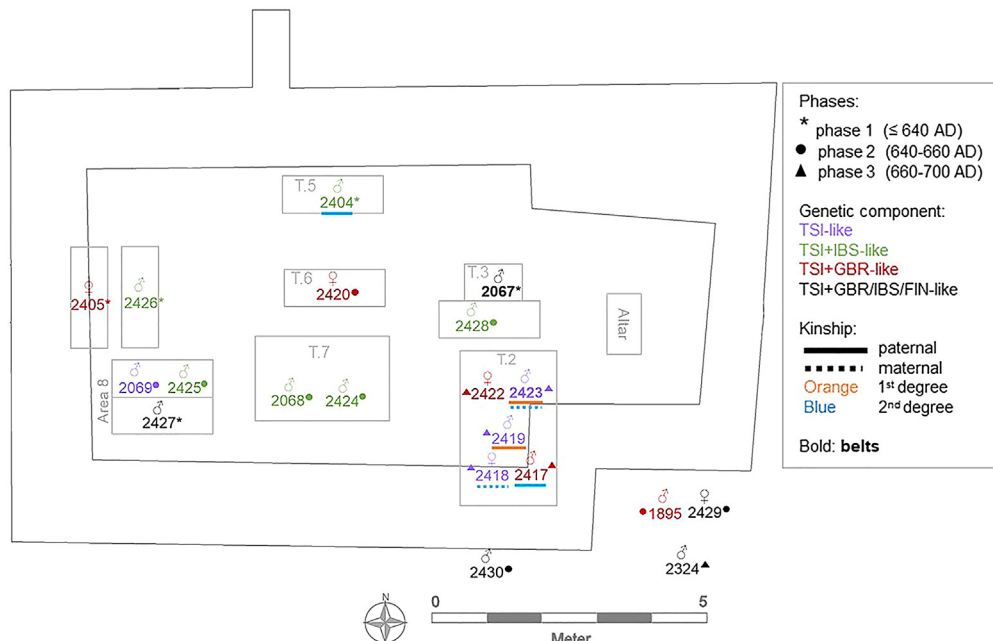 T.5
2404*
T.6
2420
T.3
2067*
2428
Altar
2405*
2426*
Area 8
2069
2425
2427*
T.7
2068
2424
T.2
2422
2423
2419
2418
2417
1895
2429
2430
2324
N
0
5
Meter
Phases:
* phase 1 (≤ 640 AD)
● phase 2 (640-660 AD)
▲ phase 3 (660-700 AD)
Genetic component:
TSI-like
TSI+IBS-like
TSI+GBR-like
TSI+GBR/IBS/FIN-like
Kinship:
paternal
maternal
Orange 1st degree
Blue 2nd degree
Bold: belts